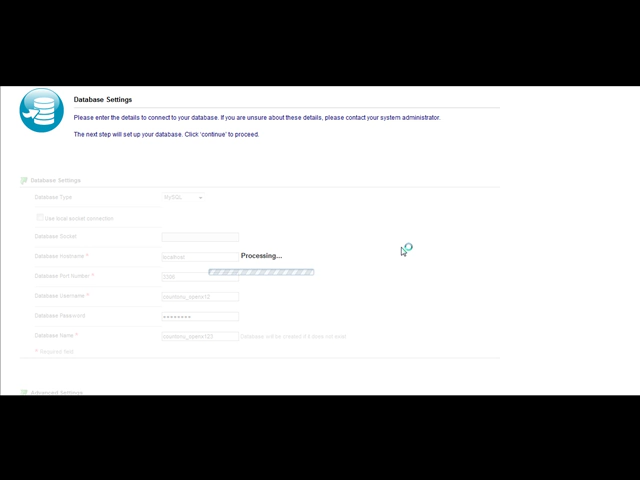 Database Settings
Please enter the details to connect to your database. If you are unsure about these details, please contact your system administrator.
The next step will set up your database. Click 'continue' to proceed.
Database Settings
Database Type MySQL
Use local socket connection
Database Socket
Database Hostname * localhost
Processing...
Database Port Number *
Database Username *
Database Password ********
Database Name * Database will be created if it does not exist
* Required field
Advanced Settings